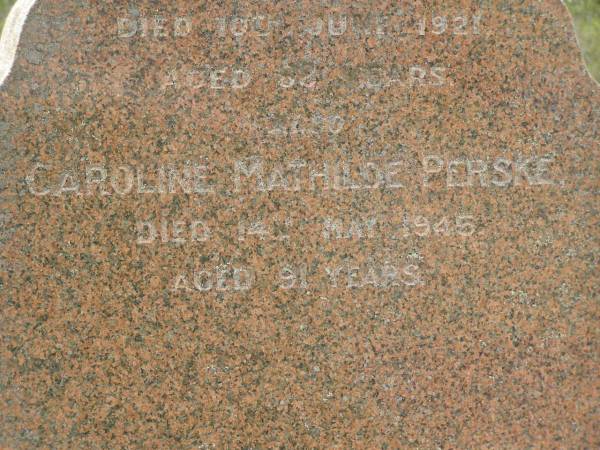 DIED 10TH JUNE 1921
AGED YEARS
ALSO
CAROLINE MATHILDE PERSKE,
DIED 14TH MAY 1945
AGED 91 YEARS